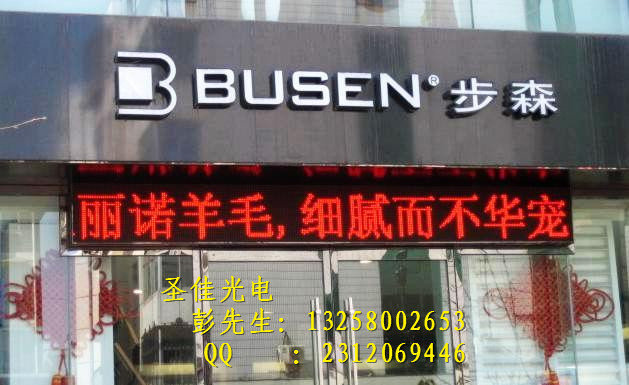 BUSEN® 步森
丽诺羊毛,细腻而不华宠
圣佳光电
彭先生: 13258002653
QQ : 2312069446